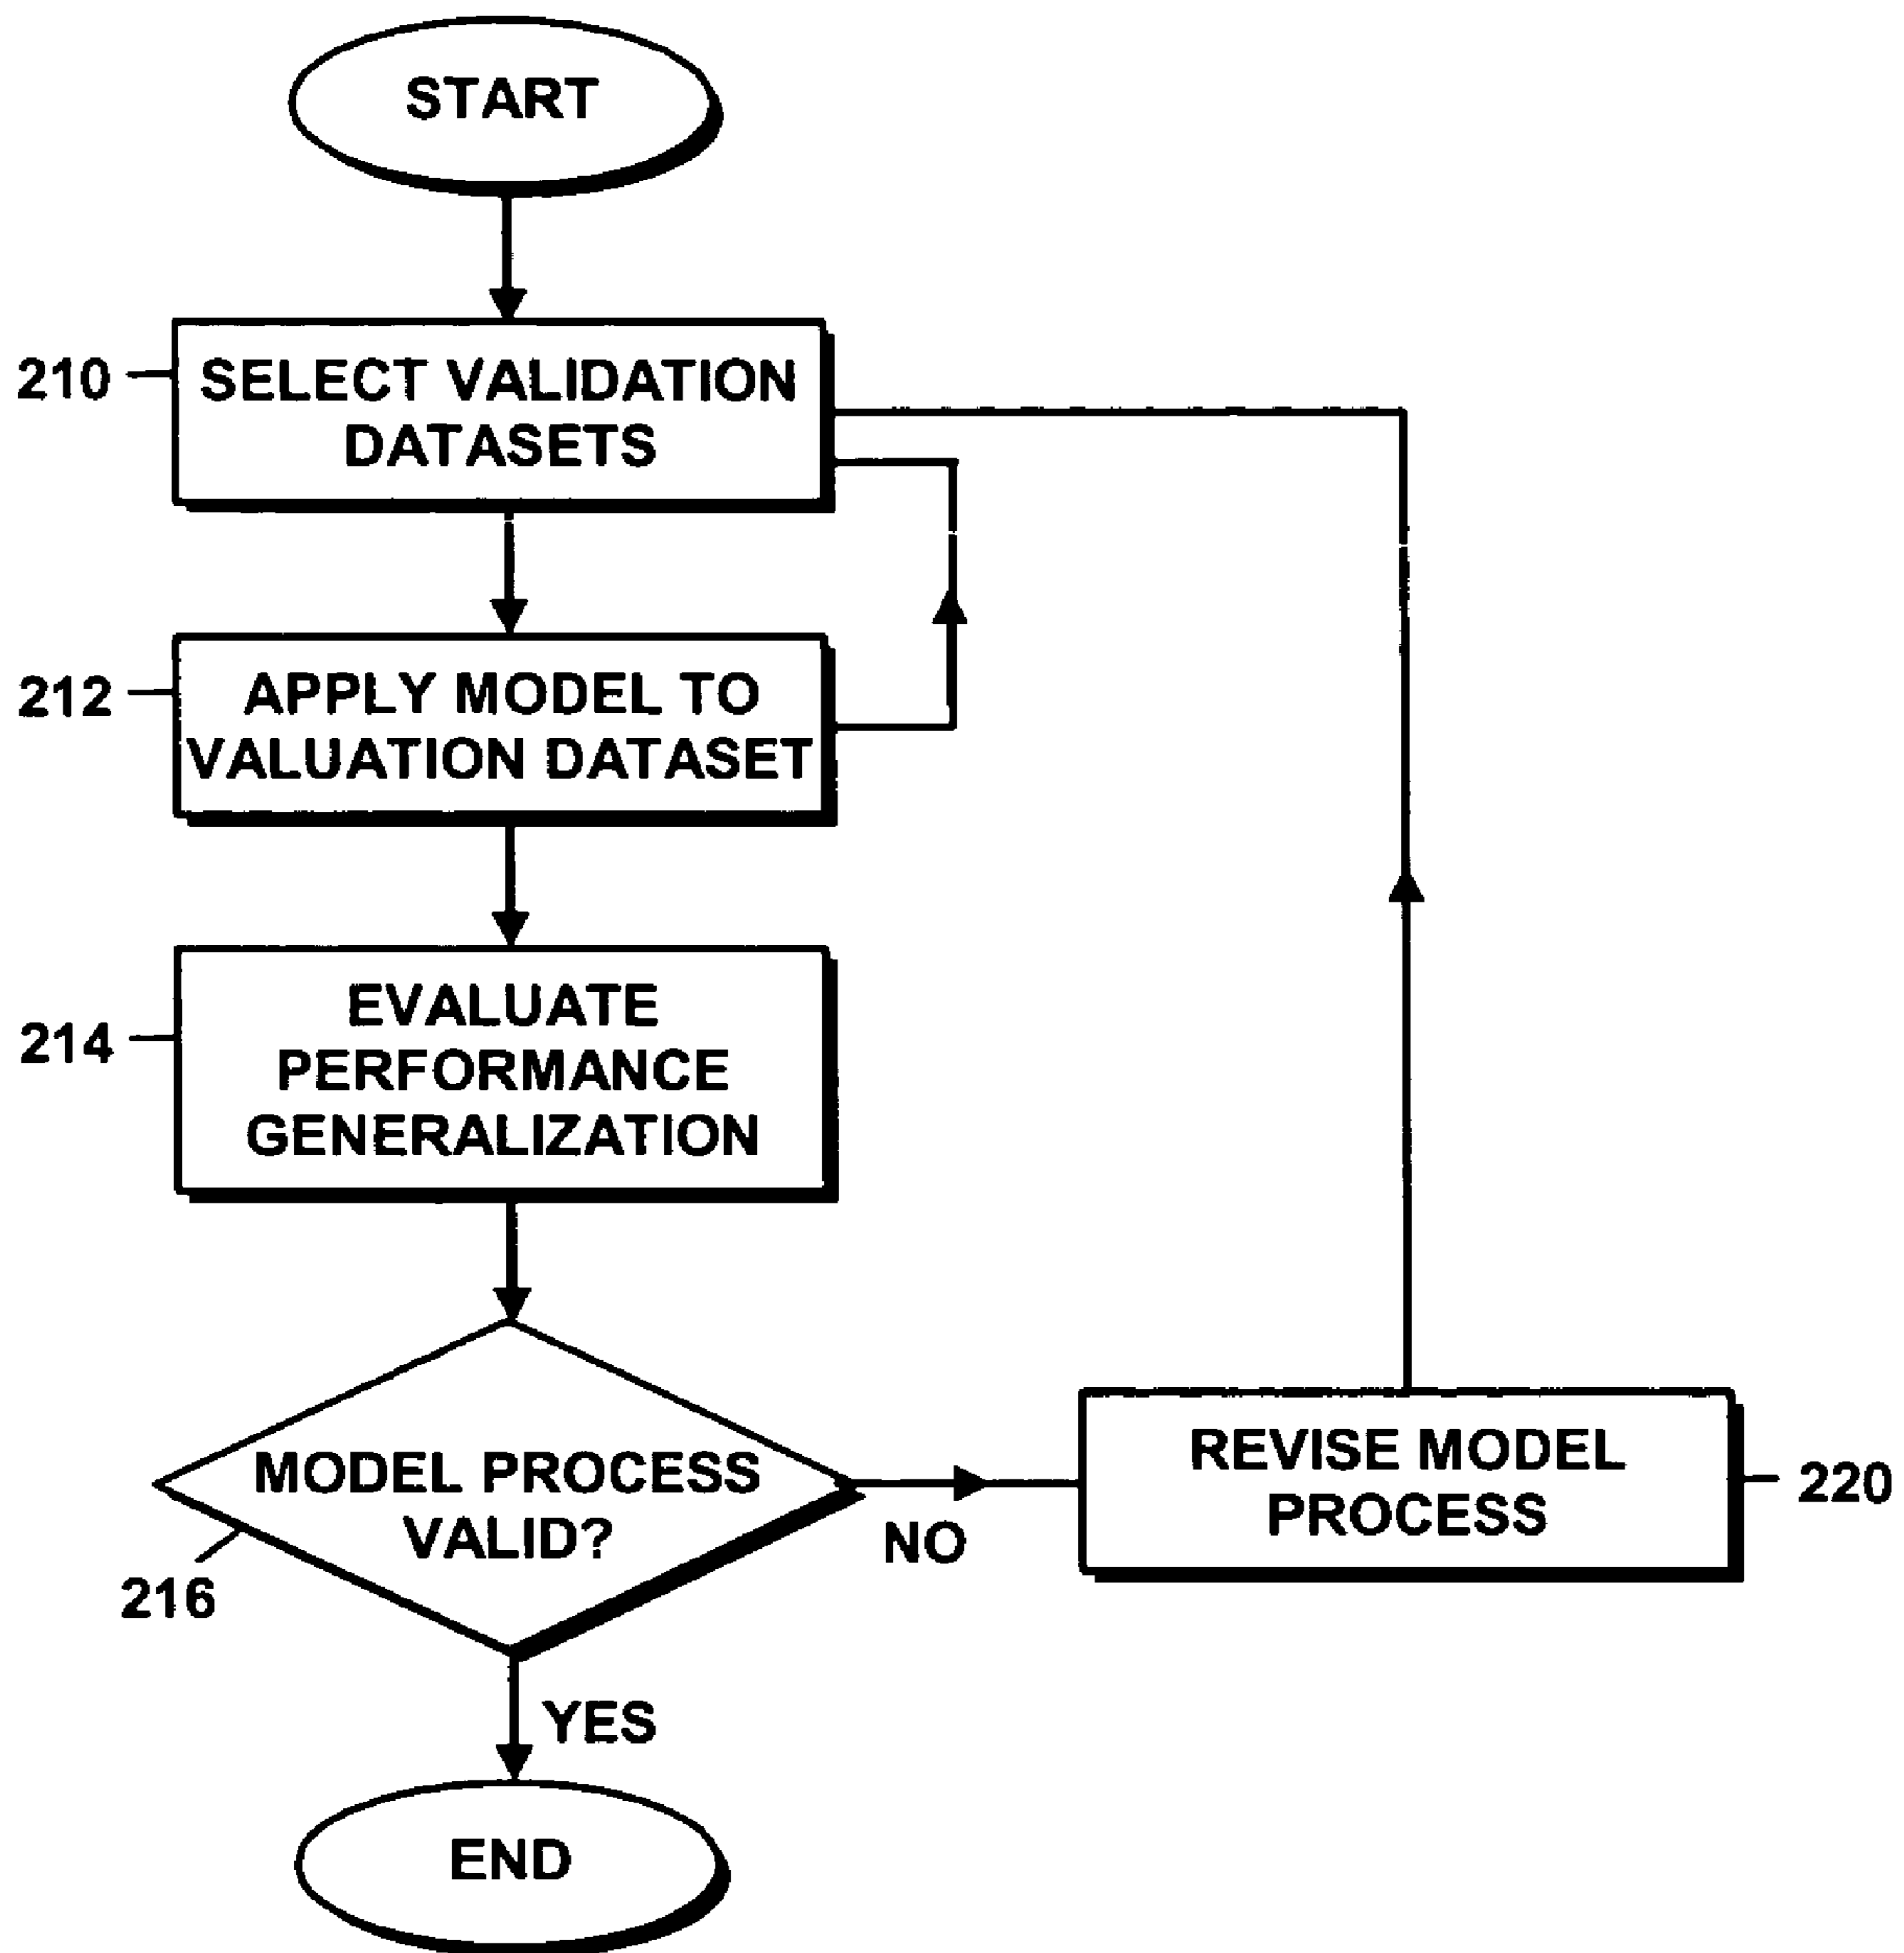 START
210
SELECT VALIDATION
DATASETS
212
APPLY MODEL TO
VALUATION DATASET
214
EVALUATE
PERFORMANCE
GENERALIZATION
MODEL PROCESS
VALID?
216
NO
REVISE MODEL
PROCESS
220
YES
END